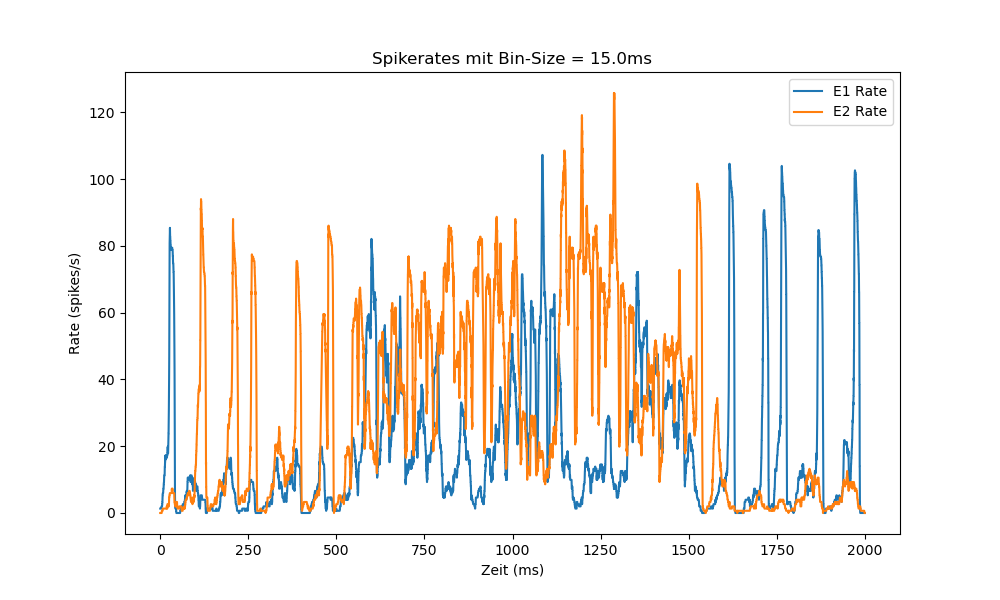 Spikerates mit Bin-Size = 15.0ms
E1 Rate
E2 Rate
Rate (spikes/s)
120
100
80
60
40
20
0
0 250 500 750 1000 1250 1500 1750 2000
Zeit (ms)